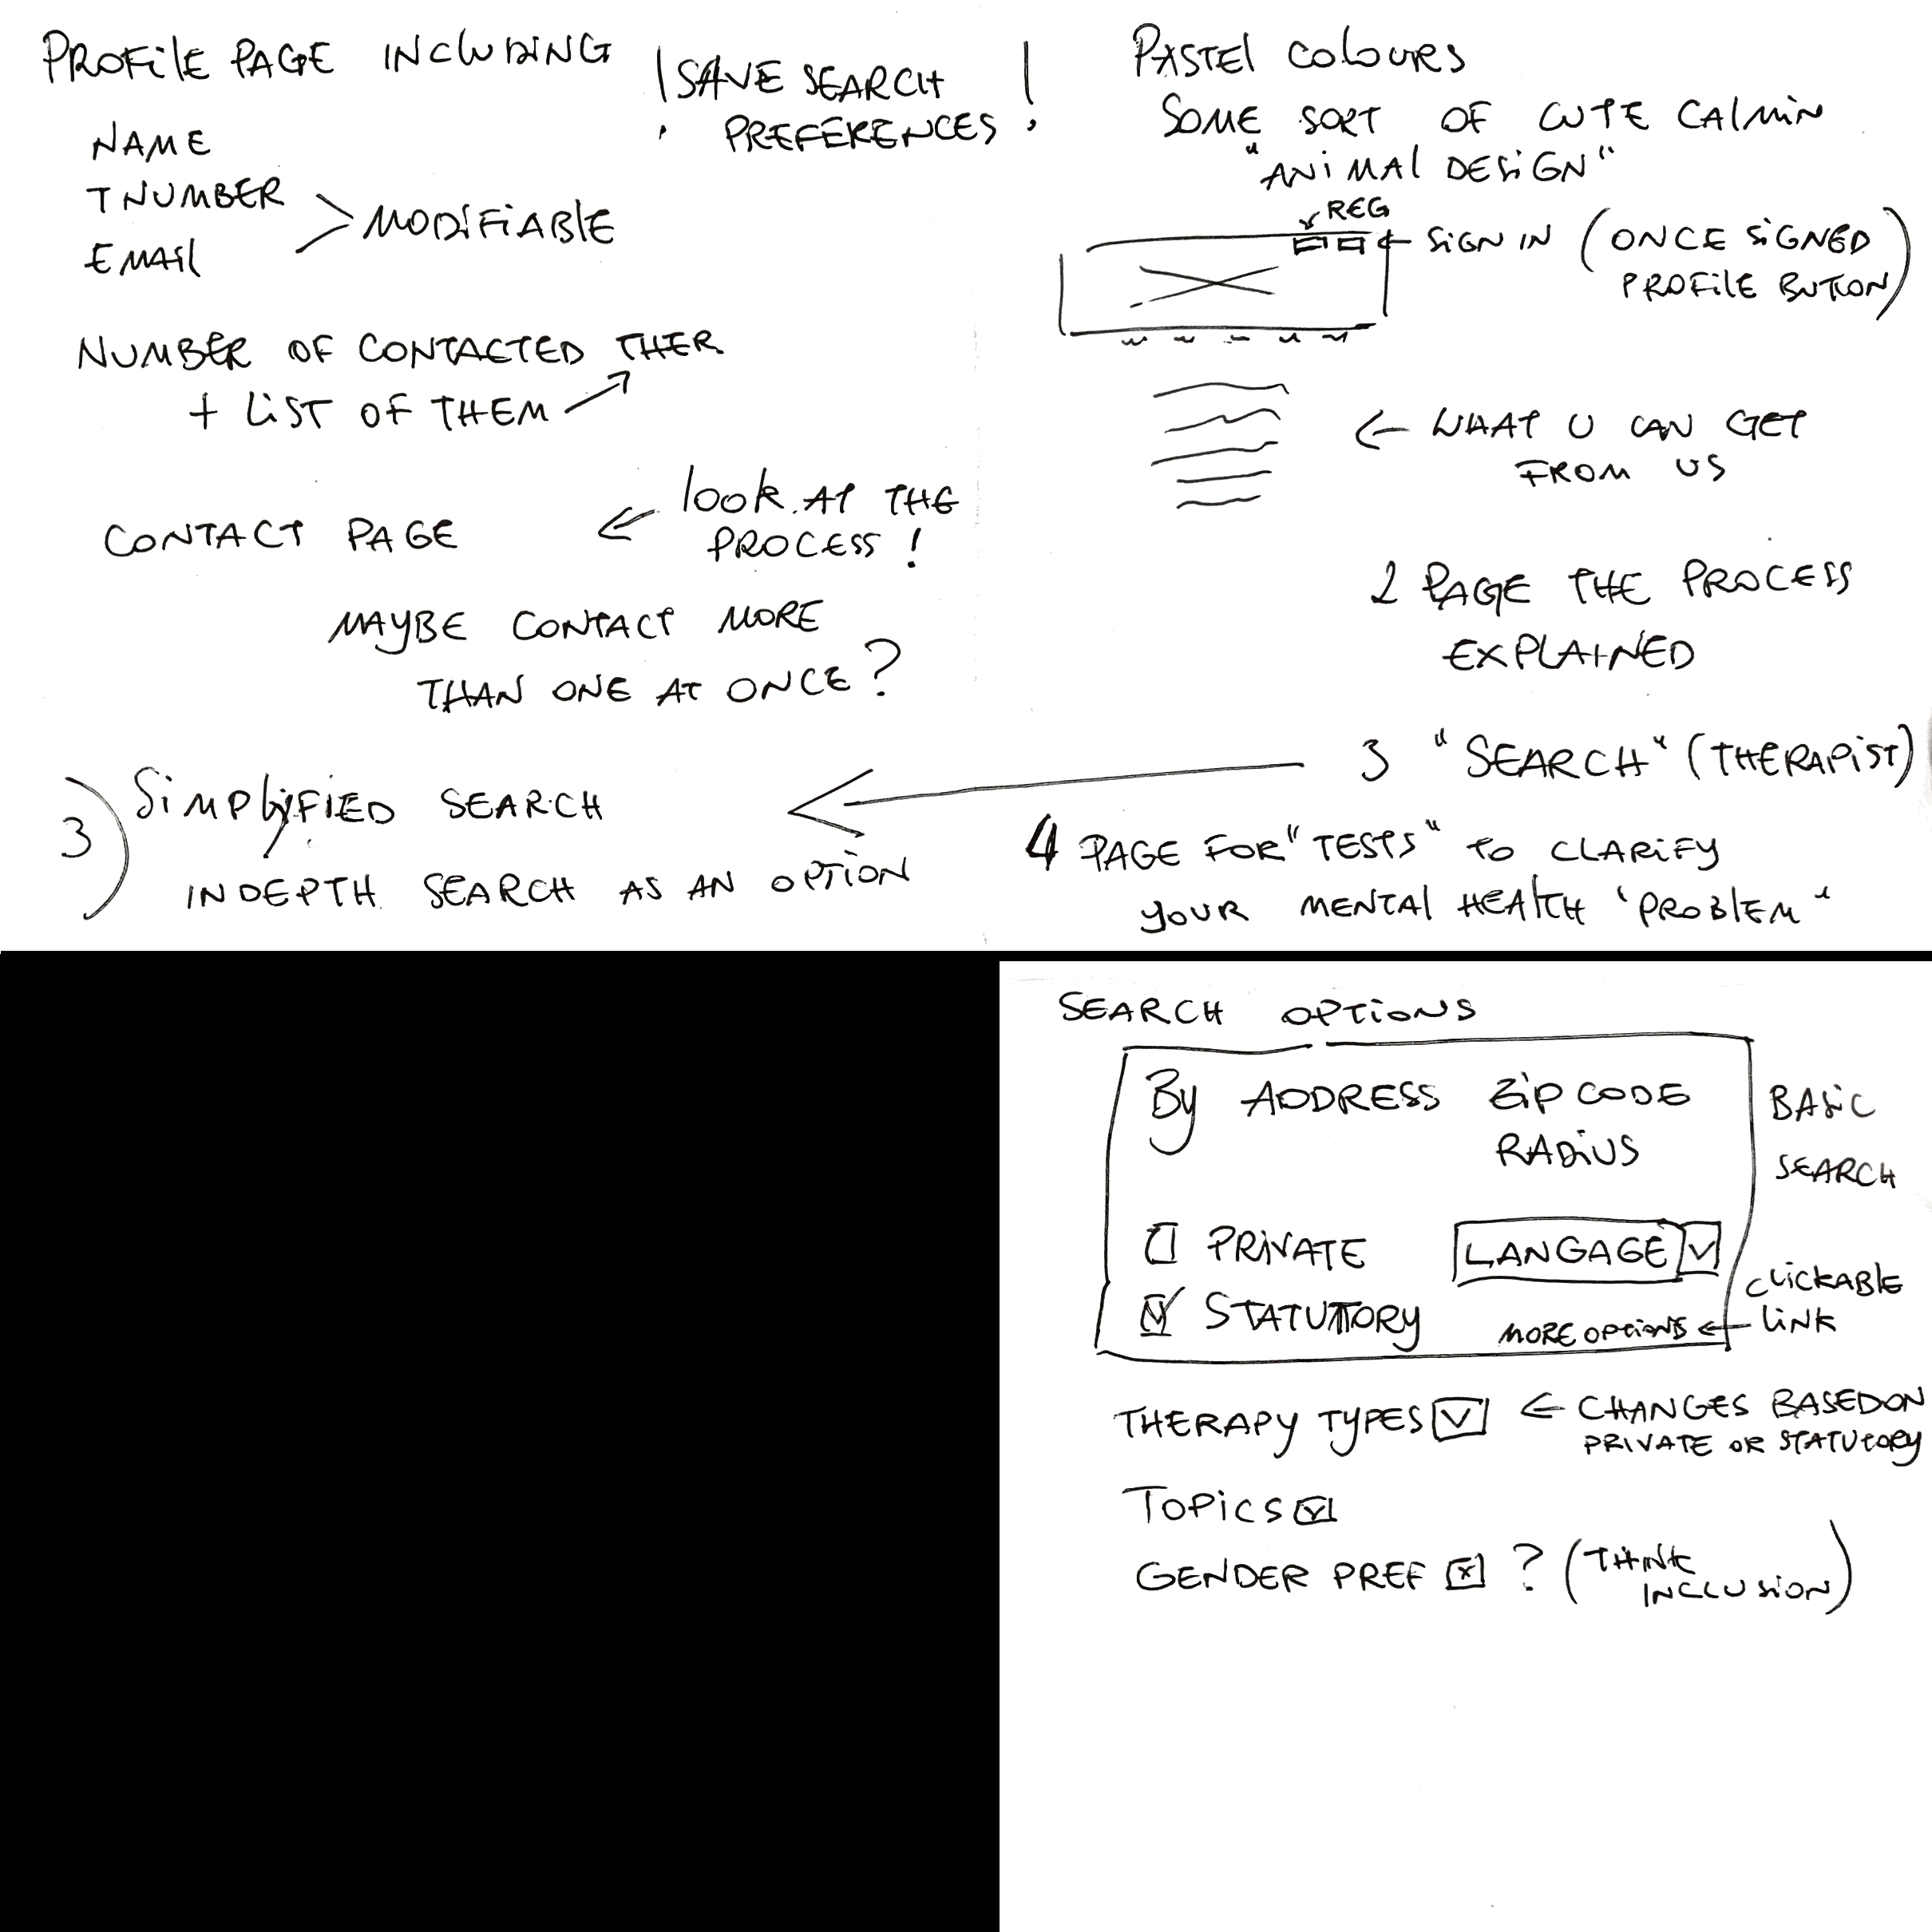 PROFILE PAGE INCLUDING
NAME
TNUMBER
EMAIL
> MODIFIABLE
! SAVE SEARCH
PREFERENCES !
NUMBER OF CONTACTED THER.
+ LIST OF THEM
CONTACT PAGE ← LOOK AT THE
PROCESS!
MAYBE CONTACT MORE
THAN ONE AT ONCE?
3) SIMPLIFIED SEARCH
INDEPTH SEARCH AS AN OPTION
PASTEL COLOURS
SOME SORT OF CUTE CALMIN
"ANIMAL DESIGN"
REG
← SIGN IN (ONCE SIGNED
PROFILE BUTTON)
← WHAT U CAN GET
FROM US
2 PAGE THE PROCESS
EXPLAINED
3 "SEARCH" (THERAPIST)
4 PAGE FOR "TESTS" TO CLARIFY
YOUR MENTAL HEALTH 'PROBLEM"
SEARCH OPTIONS
BY ADDRESS ZIP CODE
RADIUS
BASIC
SEARCH
PRIVATE LANGAGE
STATUTTORY MORE OPTIONS ←
CLICKABLE
LINK
THERAPY TYPES ← CHANGES BASED ON
PRIVATE OR STATUTORY
TOPICS
GENDER PREF ? (THINK
INCLUSION)